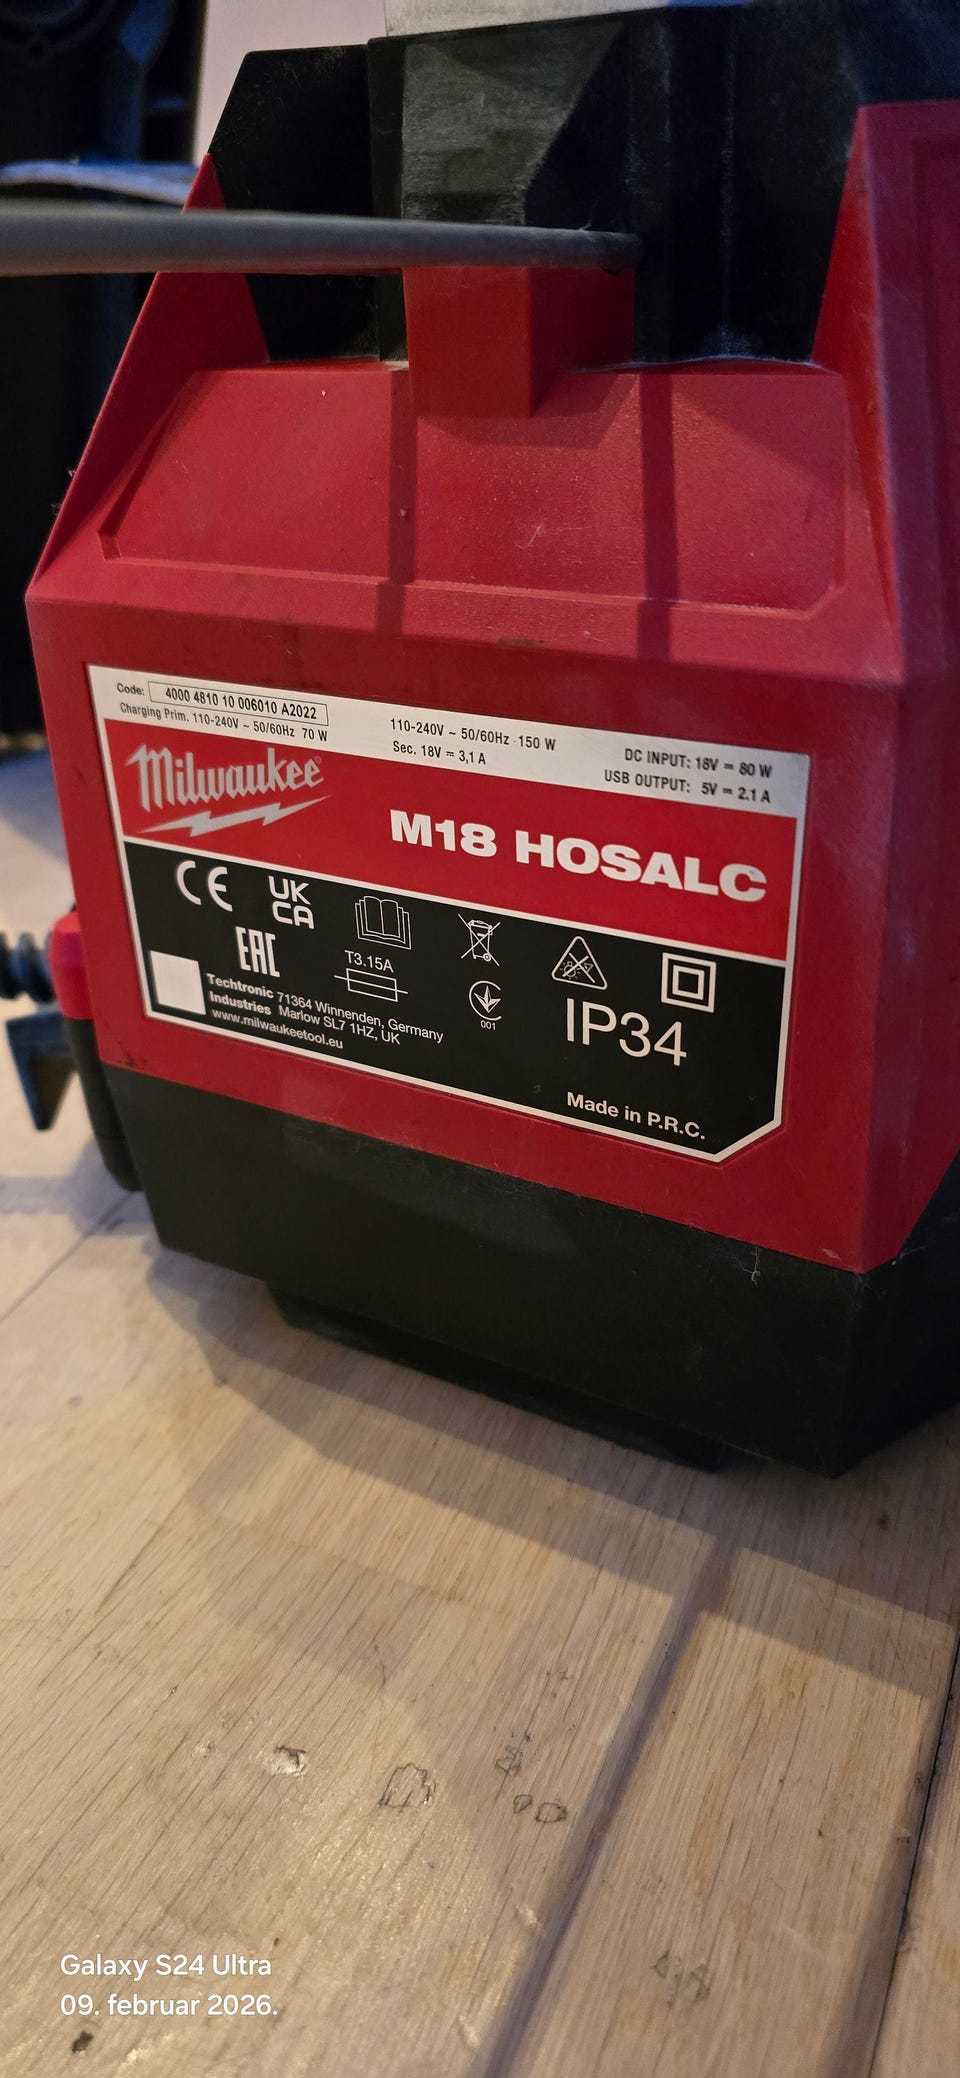 Code: 4000 4810 10 006010 A2022
Charging Prim. 110-240V ~ 50/60Hz 70 W
110-240V ~ 50/60Hz 150 W
Sec. 18V ⎓ 3,1 A
DC INPUT: 18V ⎓ 80 W
USB OUTPUT: 5V ⎓ 2.1 A
Milwaukee®
M18 HOSALC
CE
UK
CA
EAC
T3.15A
001
IP34
Techtronic 71364 Winnenden, Germany
Industries Marlow SL7 1HZ, UK
www.milwaukeetool.eu
Made in P.R.C.
Galaxy S24 Ultra
09. februar 2026.